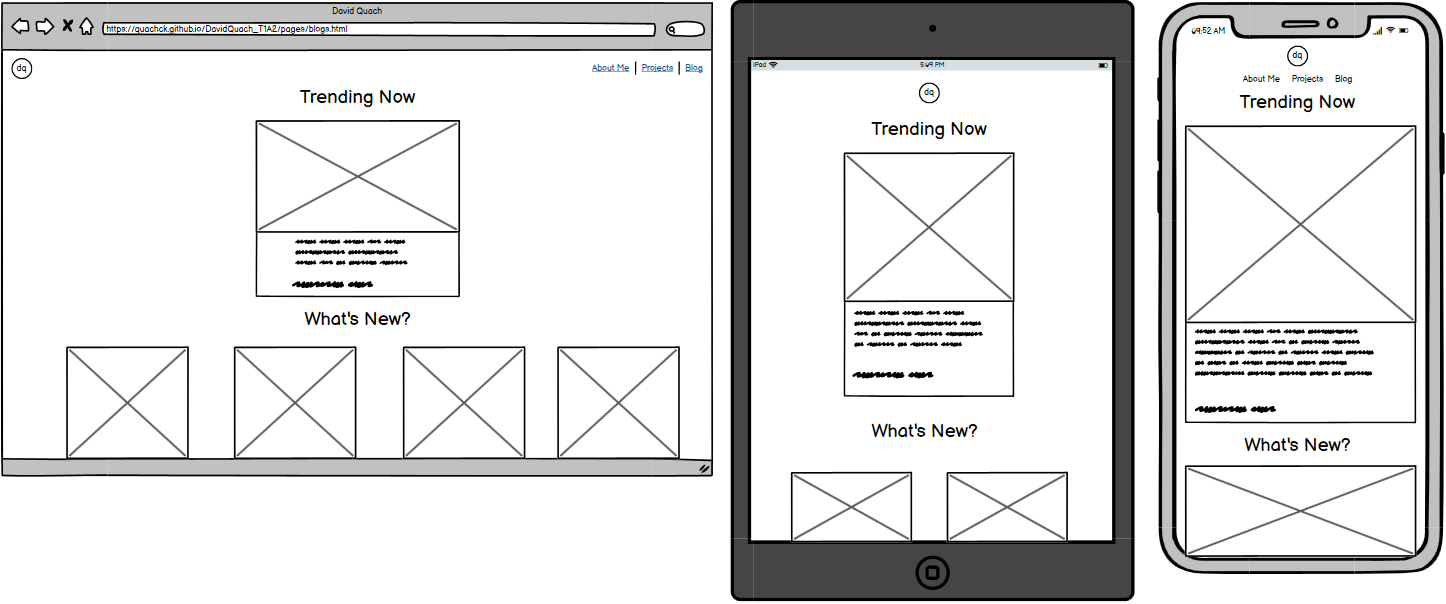 David Quach
https://quachck.github.io/DavidQuach_T1A2/pages/blogs.html
dq
About Me | Projects | Blog
Trending Now
What's New?
iPad
5:09 PM
dq
Trending Now
What's New?
09:52 AM
dq
About Me Projects Blog
Trending Now
What's New?